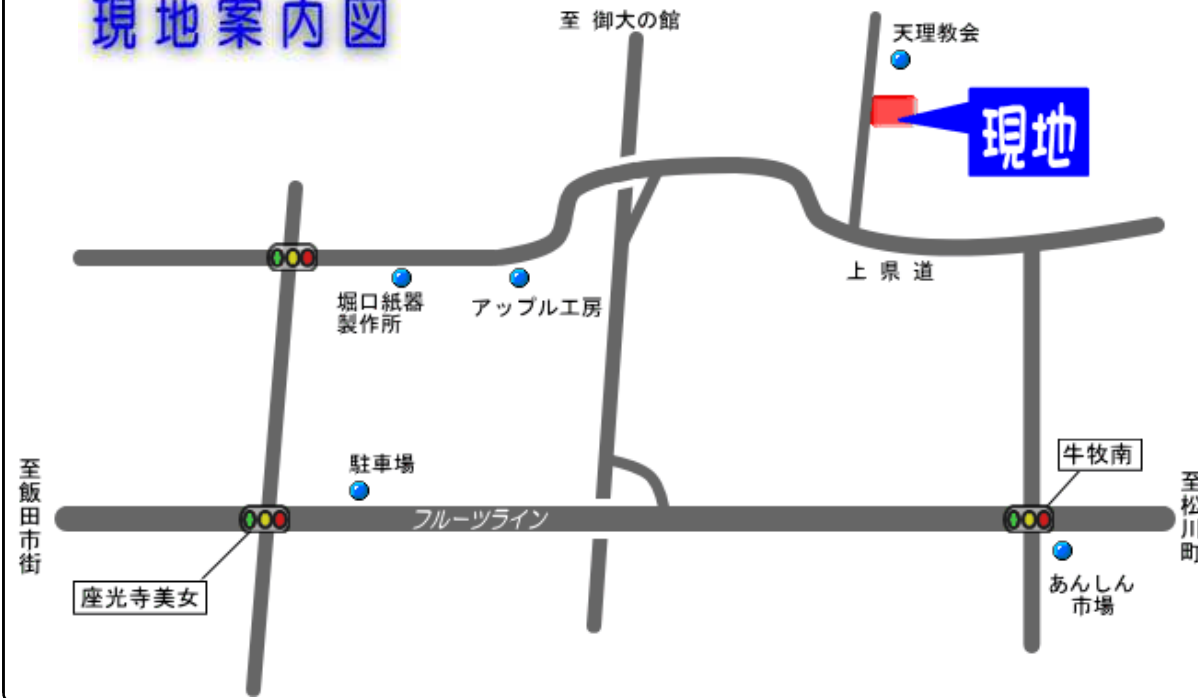 現地案内図
至 御大の館
天理教会
現地
上県道
堀口紙器
製作所
アップル工房
駐車場
牛牧南
至飯田市街
フルーツライン
至松川町
座光寺美女
あんしん
市場